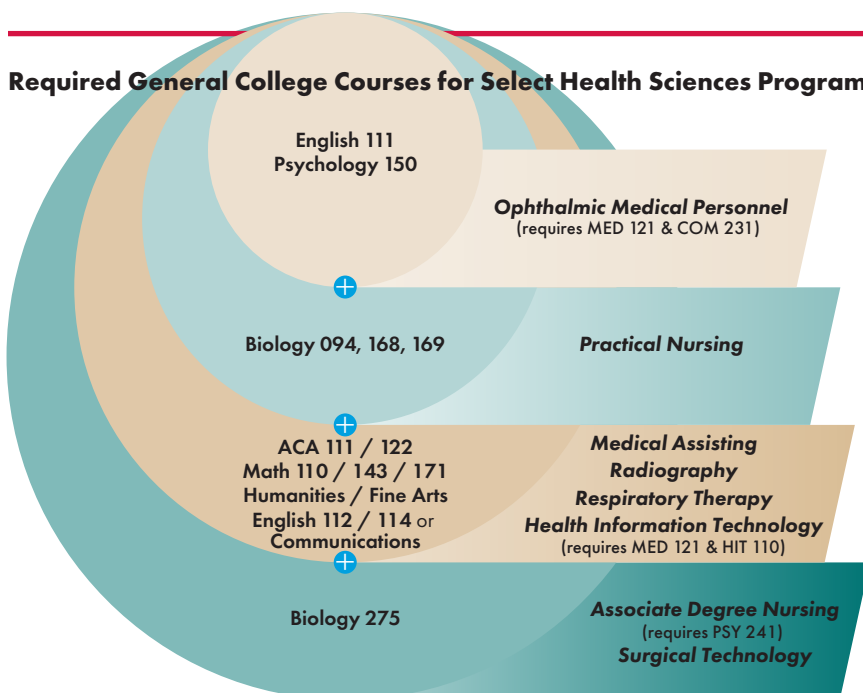 Required General College Courses for Select Health Sciences Program
English 111
Psychology 150
Ophthalmic Medical Personnel
(requires MED 121 & COM 231)
Biology 094, 168, 169
Practical Nursing
ACA 111 / 122
Math 110 / 143 / 171
Humanities / Fine Arts
English 112 / 114 or
Communications
Medical Assisting
Radiography
Respiratory Therapy
Health Information Technology
(requires MED 121 & HIT 110)
Biology 275
Associate Degree Nursing
(requires PSY 241)
Surgical Technology